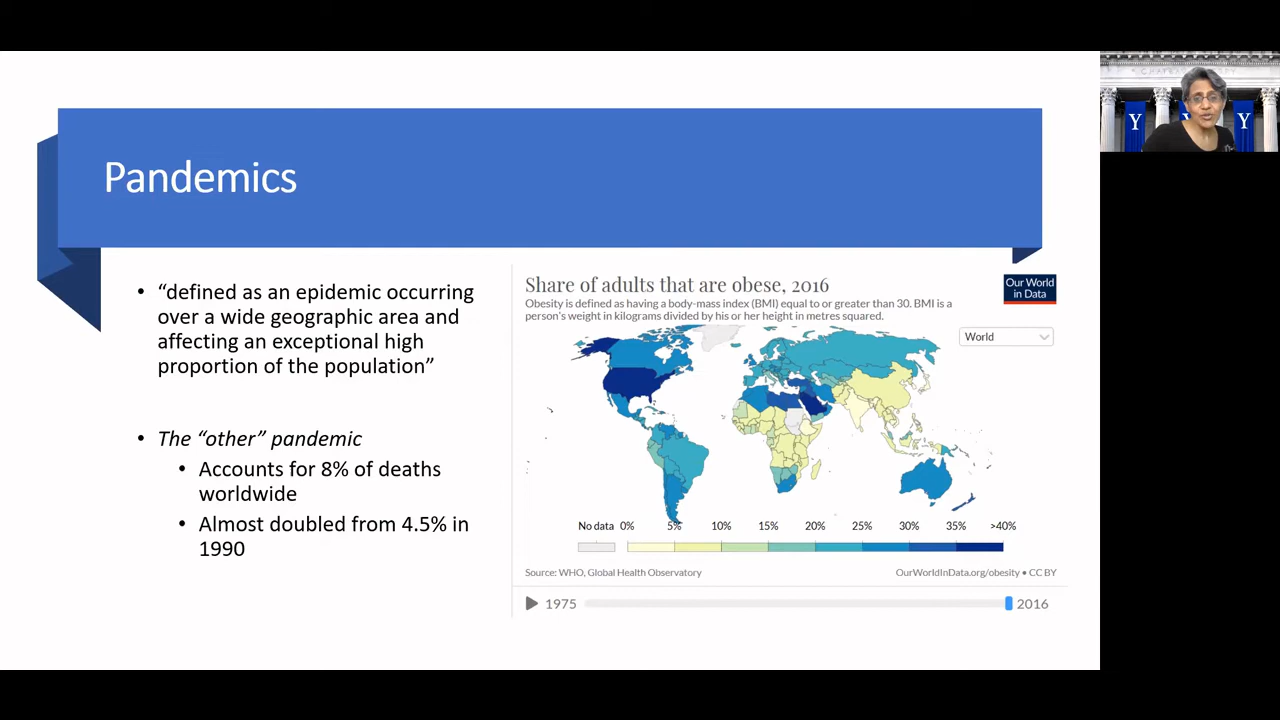 Pandemics
• “defined as an epidemic occurring
over a wide geographic area and
affecting an exceptional high
proportion of the population”
• The “other” pandemic
• Accounts for 8% of deaths
worldwide
• Almost doubled from 4.5% in
1990
Share of adults that are obese, 2016
Obesity is defined as having a body-mass index (BMI) equal to or greater than 30. BMI is a
person's weight in kilograms divided by his or her height in metres squared.
Our World
in Data
World
No data 0% 5% 10% 15% 20% 25% 30% 35% >40%
Source: WHO, Global Health Observatory
OurWorldInData.org/obesity • CC BY
1975
2016
Y Y